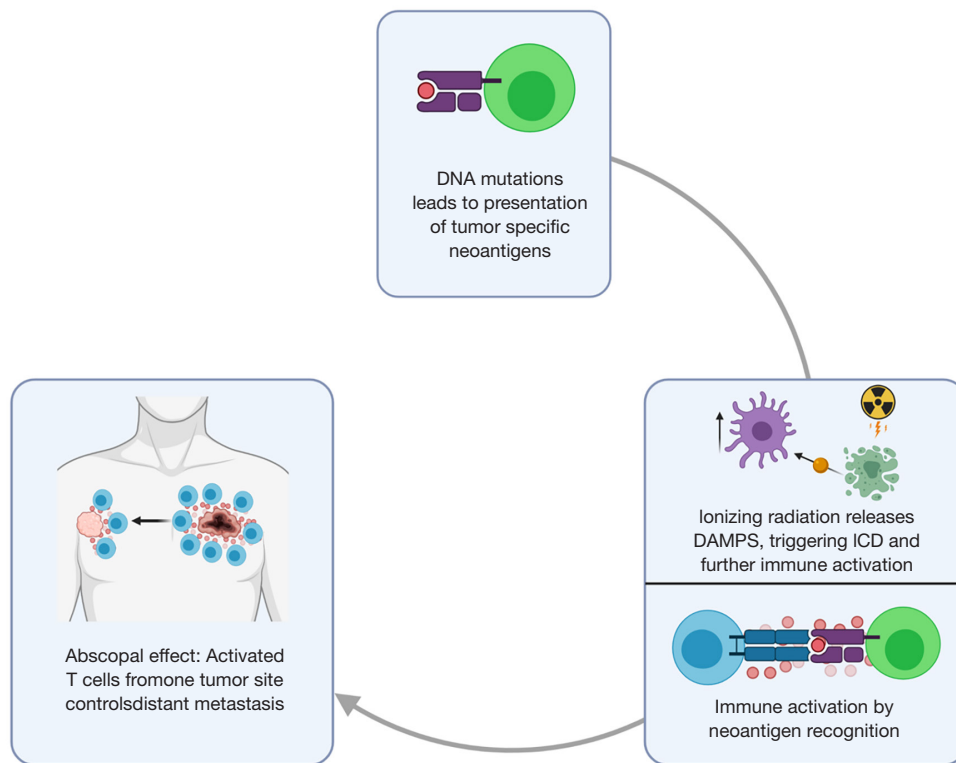 DNA mutations
leads to presentation
of tumor specific
neoantigens
Ionizing radiation releases
DAMPS, triggering ICD and
further immune activation
Immune activation by
neoantigen recognition
Abscopal effect: Activated
T cells fromone tumor site
controlsdistant metastasis